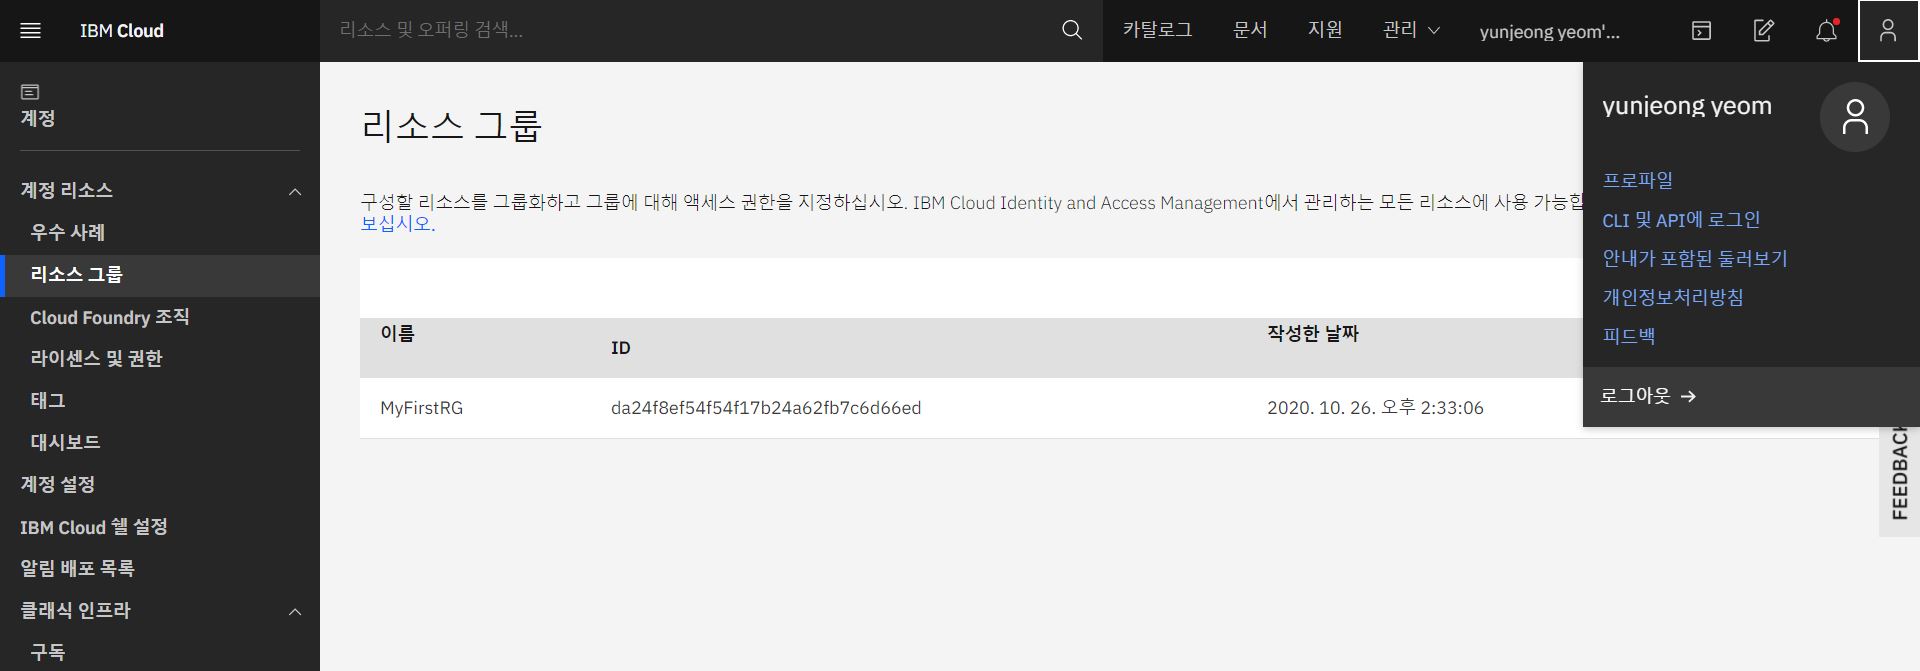 IBM Cloud
리소스 및 오퍼링 검색...
카탈로그
문서
지원
관리
yunjeong yeom'...
계정
계정 리소스
우수 사례
리소스 그룹
Cloud Foundry 조직
라이센스 및 권한
태그
대시보드
계정 설정
IBM Cloud 쉘 설정
알림 배포 목록
클래식 인프라
구독
리소스 그룹
구성할 리소스를 그룹화하고 그룹에 대해 액세스 권한을 지정하십시오. IBM Cloud Identity and Access Management에서 관리하는 모든 리소스에 사용 가능합
보십시오.
이름 ID 작성한 날짜
MyFirstRG da24f8ef54f54f17b24a62fb7c6d66ed 2020. 10. 26. 오후 2:33:06
yunjeong yeom
프로파일
CLI 및 API에 로그인
안내가 포함된 둘러보기
개인정보처리방침
피드백
로그아웃 →
FEEDBACK